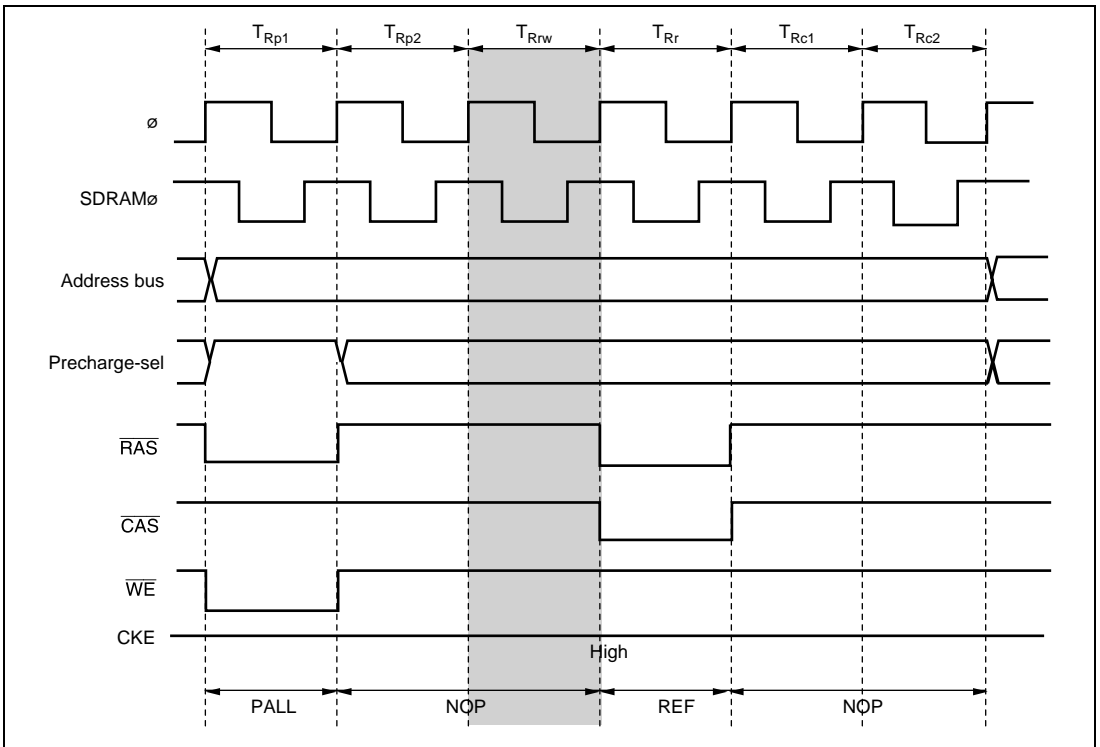 TRp1 TRp2 TRrw TRr TRc1 TRc2
ø
SDRAMø
Address bus
Precharge-sel
RAS
CAS
WE
CKE
High
PALL NOP REF NOP